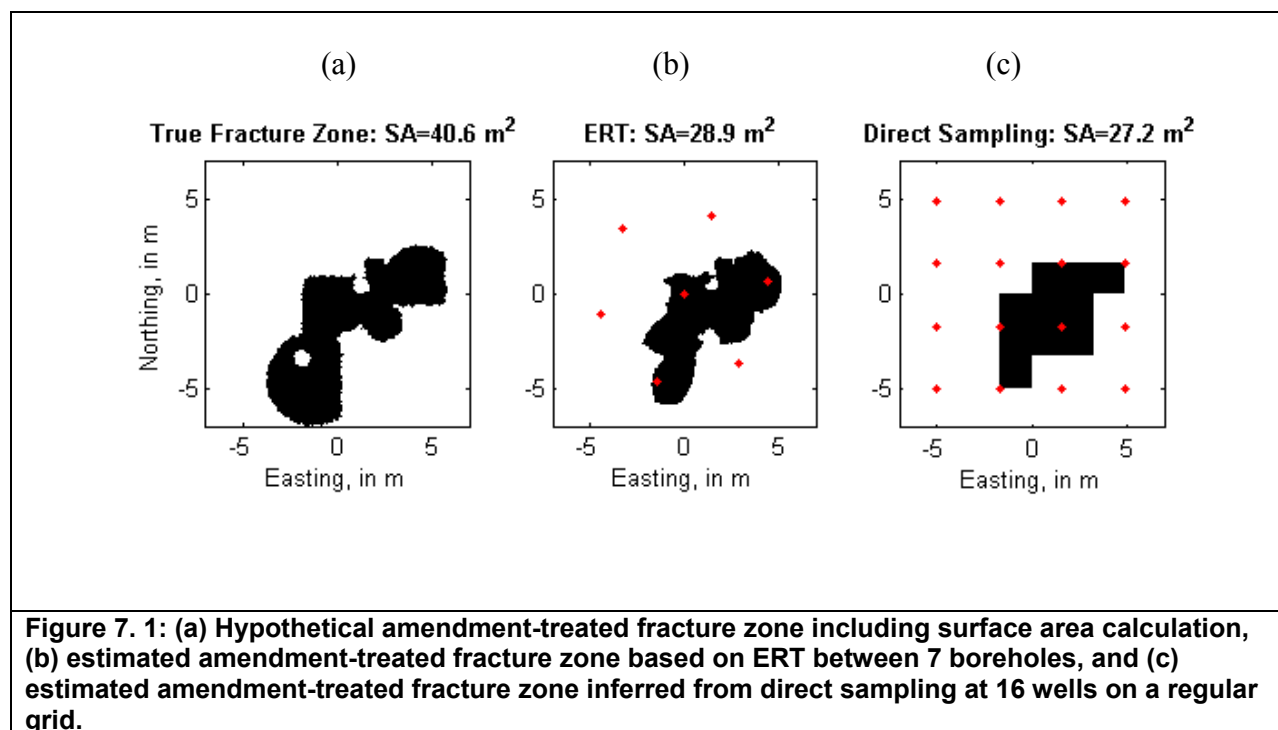 (a) (b) (c)
True Fracture Zone: SA=40.6 m² ERT: SA=28.9 m² Direct Sampling: SA=27.2 m²
5 5 5
0 0 0
-5 -5 -5
Northing, in m
-5 0 5 -5 0 5 -5 0 5
Easting, in m Easting, in m Easting, in m
Figure 7. 1: (a) Hypothetical amendment-treated fracture zone including surface area calculation,
(b) estimated amendment-treated fracture zone based on ERT between 7 boreholes, and (c)
estimated amendment-treated fracture zone inferred from direct sampling at 16 wells on a regular
grid.